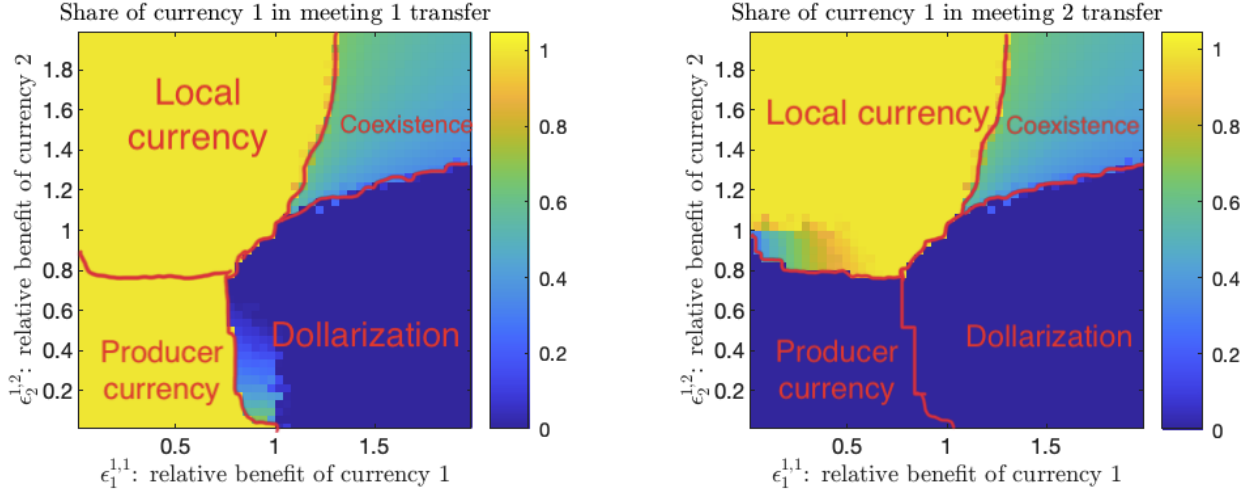 Share of currency 1 in meeting 1 transfer
1.8
1.6
1.4
1.2
1
0.8
0.6
0.4
0.2
0.5
1
1.5
ϵ₁^{1,1}: relative benefit of currency 1
ϵ₂^{1,2}: relative benefit of currency 2
Local
currency
Coexistence
Producer
currency
Dollarization
1
0.8
0.6
0.4
0.2
0
Share of currency 1 in meeting 2 transfer
1.8
1.6
1.4
1.2
1
0.8
0.6
0.4
0.2
0.5
1
1.5
ϵ₁^{1,1}: relative benefit of currency 1
ϵ₂^{1,2}: relative benefit of currency 2
Local currency
Coexistence
Producer
currency
Dollarization
1
0.8
0.6
0.4
0.2
0